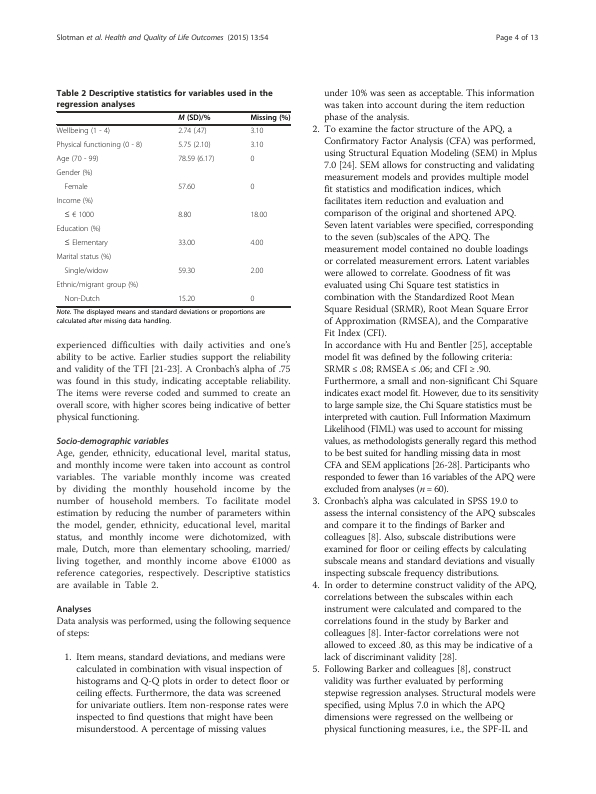 Slotman et al. Health and Quality of Life Outcomes (2015) 13:54
Page 4 of 13
Table 2 Descriptive statistics for variables used in the
regression analyses
M (SD)/% Missing (%)
Wellbeing (1 - 4) 2.74 (.47) 3.10
Physical functioning (0 - 8) 5.75 (2.10) 3.10
Age (70 - 99) 78.59 (6.17) 0
Gender (%)
Female 57.60 0
Income (%)
≤ € 1000 8.80 18.00
Education (%)
≤ Elementary 33.00 4.00
Marital status (%)
Single/widow 59.30 2.00
Ethnic/migrant group (%)
Non-Dutch 15.20 0
Note. The displayed means and standard deviations or proportions are
calculated after missing data handling.
experienced difficulties with daily activities and one's
ability to be active. Earlier studies support the reliability
and validity of the TFI [21-23]. A Cronbach's alpha of .75
was found in this study, indicating acceptable reliability.
The items were reverse coded and summed to create an
overall score, with higher scores being indicative of better
physical functioning.
Socio-demographic variables
Age, gender, ethnicity, educational level, marital status,
and monthly income were taken into account as control
variables. The variable monthly income was created
by dividing the monthly household income by the
number of household members. To facilitate model
estimation by reducing the number of parameters within
the model, gender, ethnicity, educational level, marital
status, and monthly income were dichotomized, with
male, Dutch, more than elementary schooling, married/
living together, and monthly income above €1000 as
reference categories, respectively. Descriptive statistics
are available in Table 2.
Analyses
Data analysis was performed, using the following sequence
of steps:
1. Item means, standard deviations, and medians were
calculated in combination with visual inspection of
histograms and Q-Q plots in order to detect floor or
ceiling effects. Furthermore, the data was screened
for univariate outliers. Item non-response rates were
inspected to find questions that might have been
misunderstood. A percentage of missing values
under 10% was seen as acceptable. This information
was taken into account during the item reduction
phase of the analysis.
2. To examine the factor structure of the APQ, a
Confirmatory Factor Analysis (CFA) was performed,
using Structural Equation Modeling (SEM) in Mplus
7.0 [24]. SEM allows for constructing and validating
measurement models and provides multiple model
fit statistics and modification indices, which
facilitates item reduction and evaluation and
comparison of the original and shortened APQ.
Seven latent variables were specified, corresponding
to the seven (sub)scales of the APQ. The
measurement model contained no double loadings
or correlated measurement errors. Latent variables
were allowed to correlate. Goodness of fit was
evaluated using Chi Square test statistics in
combination with the Standardized Root Mean
Square Residual (SRMR), Root Mean Square Error
of Approximation (RMSEA), and the Comparative
Fit Index (CFI).
In accordance with Hu and Bentler [25], acceptable
model fit was defined by the following criteria:
SRMR ≤ .08; RMSEA ≤ .06; and CFI ≥ .90.
Furthermore, a small and non-significant Chi Square
indicates exact model fit. However, due to its sensitivity
to large sample size, the Chi Square statistics must be
interpreted with caution. Full Information Maximum
Likelihood (FIML) was used to account for missing
values, as methodologists generally regard this method
to be best suited for handling missing data in most
CFA and SEM applications [26-28]. Participants who
responded to fewer than 16 variables of the APQ were
excluded from analyses (n = 60).
3. Cronbach's alpha was calculated in SPSS 19.0 to
assess the internal consistency of the APQ subscales
and compare it to the findings of Barker and
colleagues [8]. Also, subscale distributions were
examined for floor or ceiling effects by calculating
subscale means and standard deviations and visually
inspecting subscale frequency distributions.
4. In order to determine construct validity of the APQ,
correlations between the subscales within each
instrument were calculated and compared to the
correlations found in the study by Barker and
colleagues [8]. Inter-factor correlations were not
allowed to exceed .80, as this may be indicative of a
lack of discriminant validity [28].
5. Following Barker and colleagues [8], construct
validity was further evaluated by performing
stepwise regression analyses. Structural models were
specified, using Mplus 7.0 in which the APQ
dimensions were regressed on the wellbeing or
physical functioning measures, i.e., the SPF-IL and